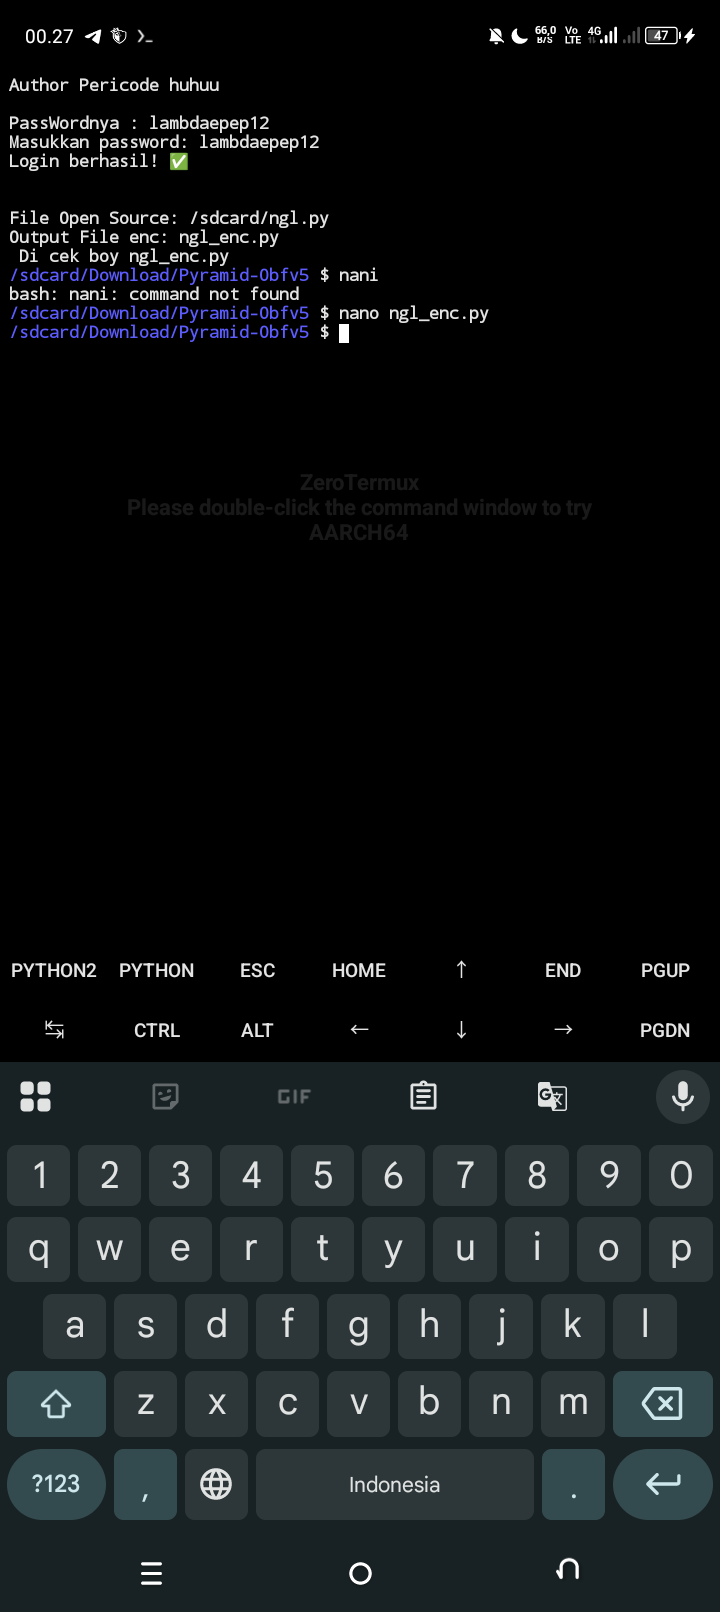 00.27
66,0 B/S
Vo LTE
4G
47
Author Pericode huhuu
PassWordnya : lambdaepep12
Masukkan password: lambdaepep12
Login berhasil! ✅
File Open Source: /sdcard/ngl.py
Output File enc: ngl_enc.py
Di cek boy ngl_enc.py
/sdcard/Download/Pyramid-Obfv5 $ nani
bash: nani: command not found
/sdcard/Download/Pyramid-Obfv5 $ nano ngl_enc.py
/sdcard/Download/Pyramid-Obfv5 $
ZeroTermux
Please double-click the command window to try
AARCH64
PYTHON2 PYTHON ESC HOME ↑ END PGUP
↹ CTRL ALT ← ↓ → PGDN
GIF
1 2 3 4 5 6 7 8 9 0
q w e r t y u i o p
a s d f g h j k l
z x c v b n m
?123 , Indonesia .